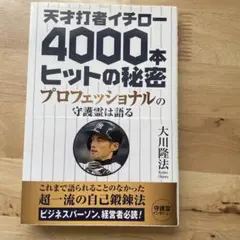 天才打者イチロー
4000本
ヒットの秘密
プロフェッショナルの
守護霊は語る
大川隆法
これまで語られることのなかった
超一流の自己鍛錬法
ビジネスパーソン、経営者必読!